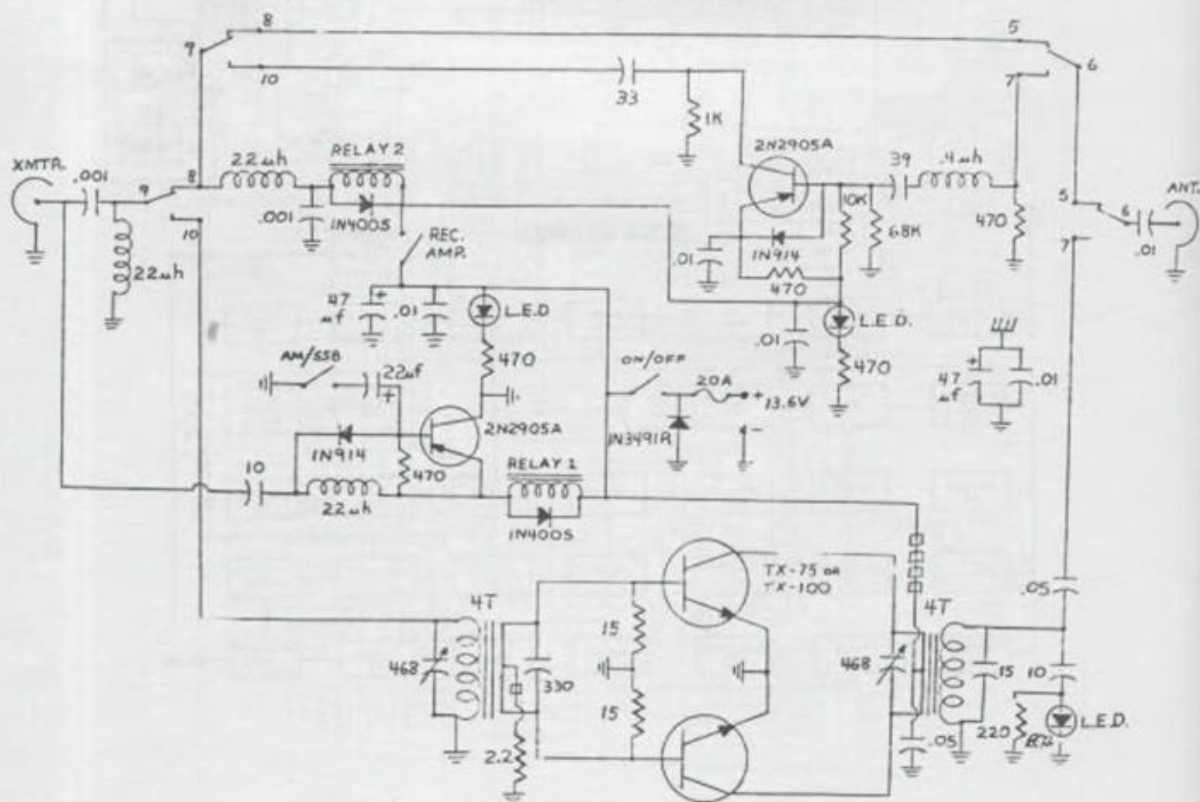 8
5
9
6
10
7
33
1K
2N2905A
XMTR.
22uh
RELAY 2
39
.4uh
ANT.
.001
9
8
10K
68K
470
5
6
10
.001
1N4005
REC. AMP.
.01
1N914
470
7
.01
22uh
47 uf
.01
L.E.D
.01
L.E.D.
AM/SSB
22uf
470
ON/OFF
20A
+ 13.6V
470
+ 47 uf
.01
2N2905A
1N3491R
-
1N914
10
470
RELAY 1
22uh
1N4005
TX-75 OR
TX-100
.05
4T
4T
468
330
15
468
15
10
15
2.2
.05
220
L.E.D.